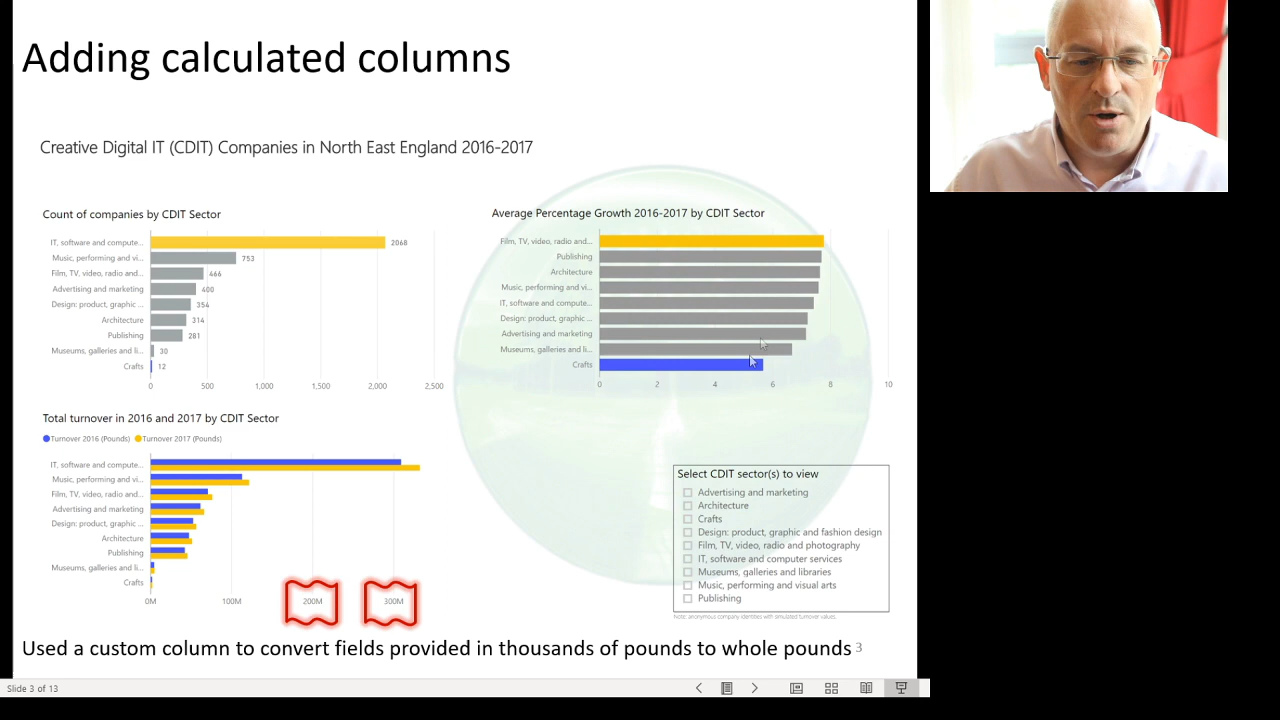 Adding calculated columns
Creative Digital IT (CDIT) Companies in North East England 2016-2017
Count of companies by CDIT Sector
IT, software and compute... 2068
Music, performing and vi... 753
Film, TV, video, radio and... 466
Advertising and marketing 400
Design: product, graphic ... 354
Architecture 314
Publishing 281
Museums, galleries and li... 30
Crafts 12
0 500 1,000 1,500 2,000 2,500
Average Percentage Growth 2016-2017 by CDIT Sector
Film, TV, video, radio and...
Publishing
Architecture
Music, performing and vi...
IT, software and compute...
Design: product, graphic ...
Advertising and marketing
Museums, galleries and li...
Crafts
0 2 4 6 8 10
Total turnover in 2016 and 2017 by CDIT Sector
Turnover 2016 (Pounds) Turnover 2017 (Pounds)
IT, software and compute...
Music, performing and vi...
Film, TV, video, radio and...
Advertising and marketing
Design: product, graphic ...
Architecture
Publishing
Museums, galleries and li...
Crafts
0M 100M 200M 300M
Select CDIT sector(s) to view
Advertising and marketing
Architecture
Crafts
Design: product, graphic and fashion design
Film, TV, video, radio and photography
IT, software and computer services
Museums, galleries and libraries
Music, performing and visual arts
Publishing
Note: anonymous company identities with simulated turnover values.
Used a custom column to convert fields provided in thousands of pounds to whole pounds 3
Slide 3 of 13